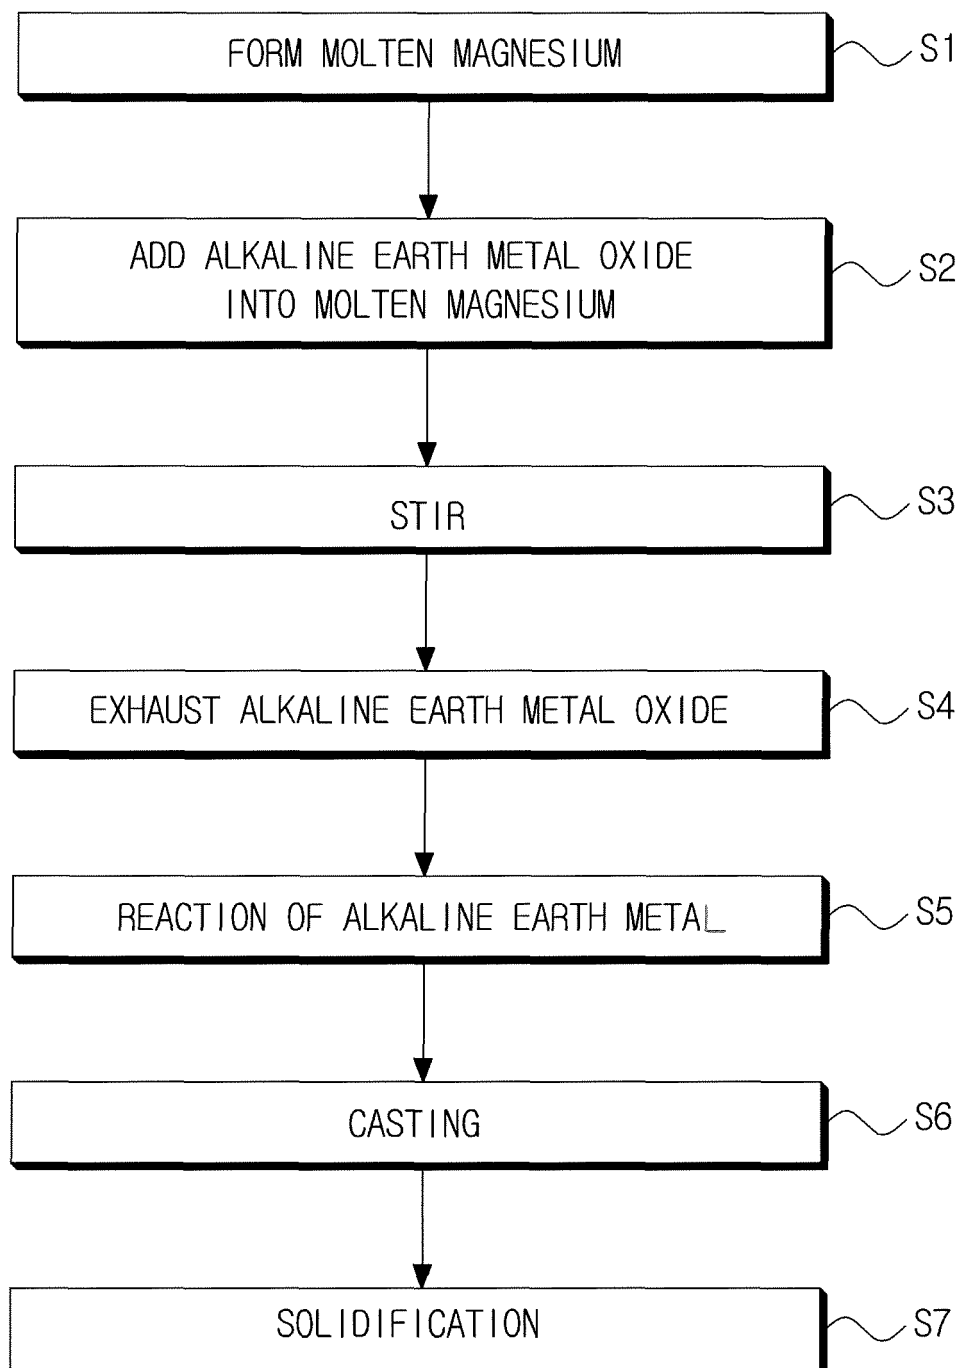 FORM MOLTEN MAGNESIUM
S1
ADD ALKALINE EARTH METAL OXIDE
INTO MOLTEN MAGNESIUM
S2
STIR
S3
EXHAUST ALKALINE EARTH METAL OXIDE
S4
REACTION OF ALKALINE EARTH METAL
S5
CASTING
S6
SOLIDIFICATION
S7